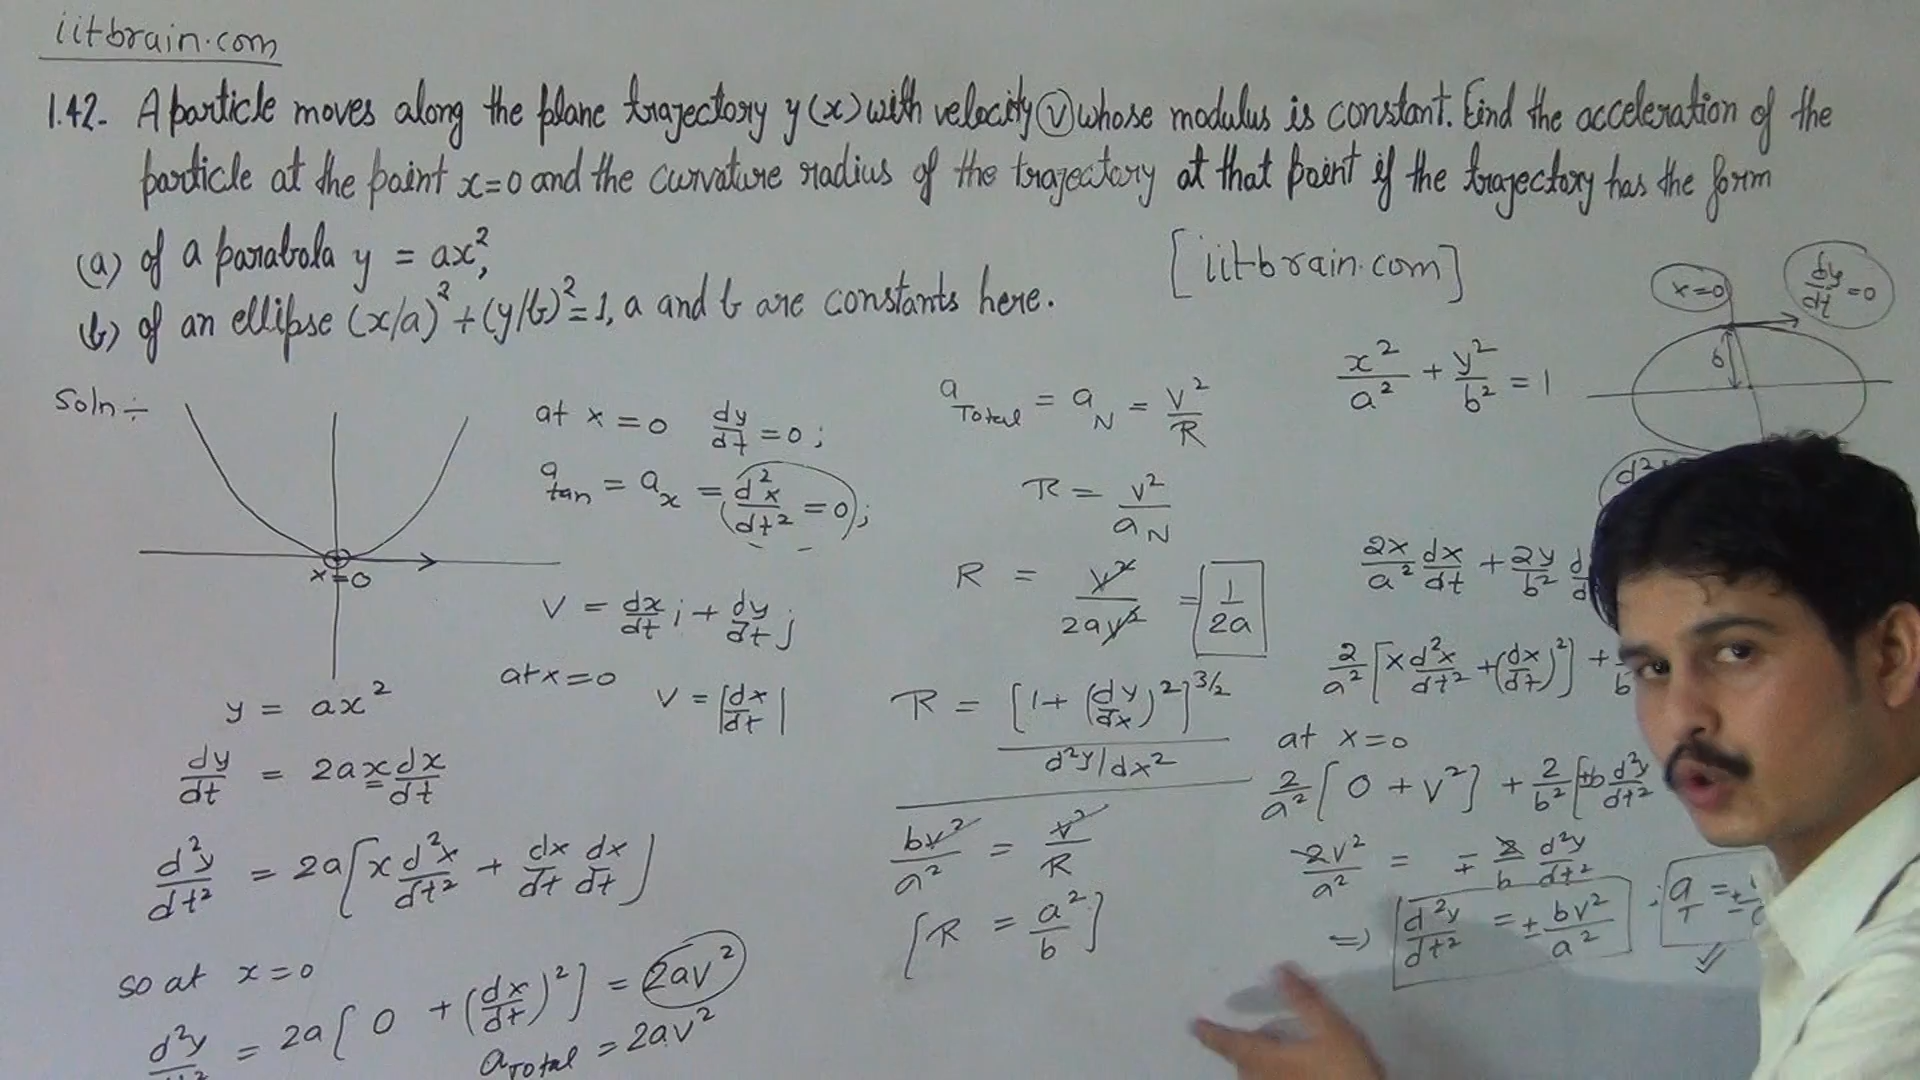 iitbrain.com
1.42- A particle moves along the plane trajectory y(x) with velocity v whose modulus is constant. Find the acceleration of the
particle at the point x=0 and the curvature radius of the trajectory at that point if the trajectory has the form
(a) of a parabola y = ax²,
(b) of an ellipse (x/a)² + (y/b)² = 1, a and b are constants here.
[iitbrain.com]
Soln ÷
x=0
y = ax²
dy/dt = 2ax dx/dt
d²y/dt² = 2a[x d²x/dt² + dx/dt dx/dt]
so at x=0
= 2a[0 + (dx/dt)²] = 2av²
a Total = 2av²
at x=0 dy/dt = 0;
a tan = a x = d²x/dt² = 0;
V = dx/dt i + dy/dt j
at x=0 V = |dx/dt|
a Total = a N = V²/R
R = v²/a N
R = v²/2av² = 1/2a
R = [1+(dy/dx)²]^3/2 / d²y/dx²
bv²/a² = v²/R
[R = a²/b]
x²/a² + y²/b² = 1
x=0
dy/dt = 0
b
2x/a² dx/dt + 2y/b²
2/a² [x d²x/dt² + (dx/dt)²] +
at x=0
2/a² [0 + v²] + 2/b² [±b d²y/dt²
2v²/a² = ∓ 2/b d²y/dt²
=> d²y/dt² = ± bv²/a²